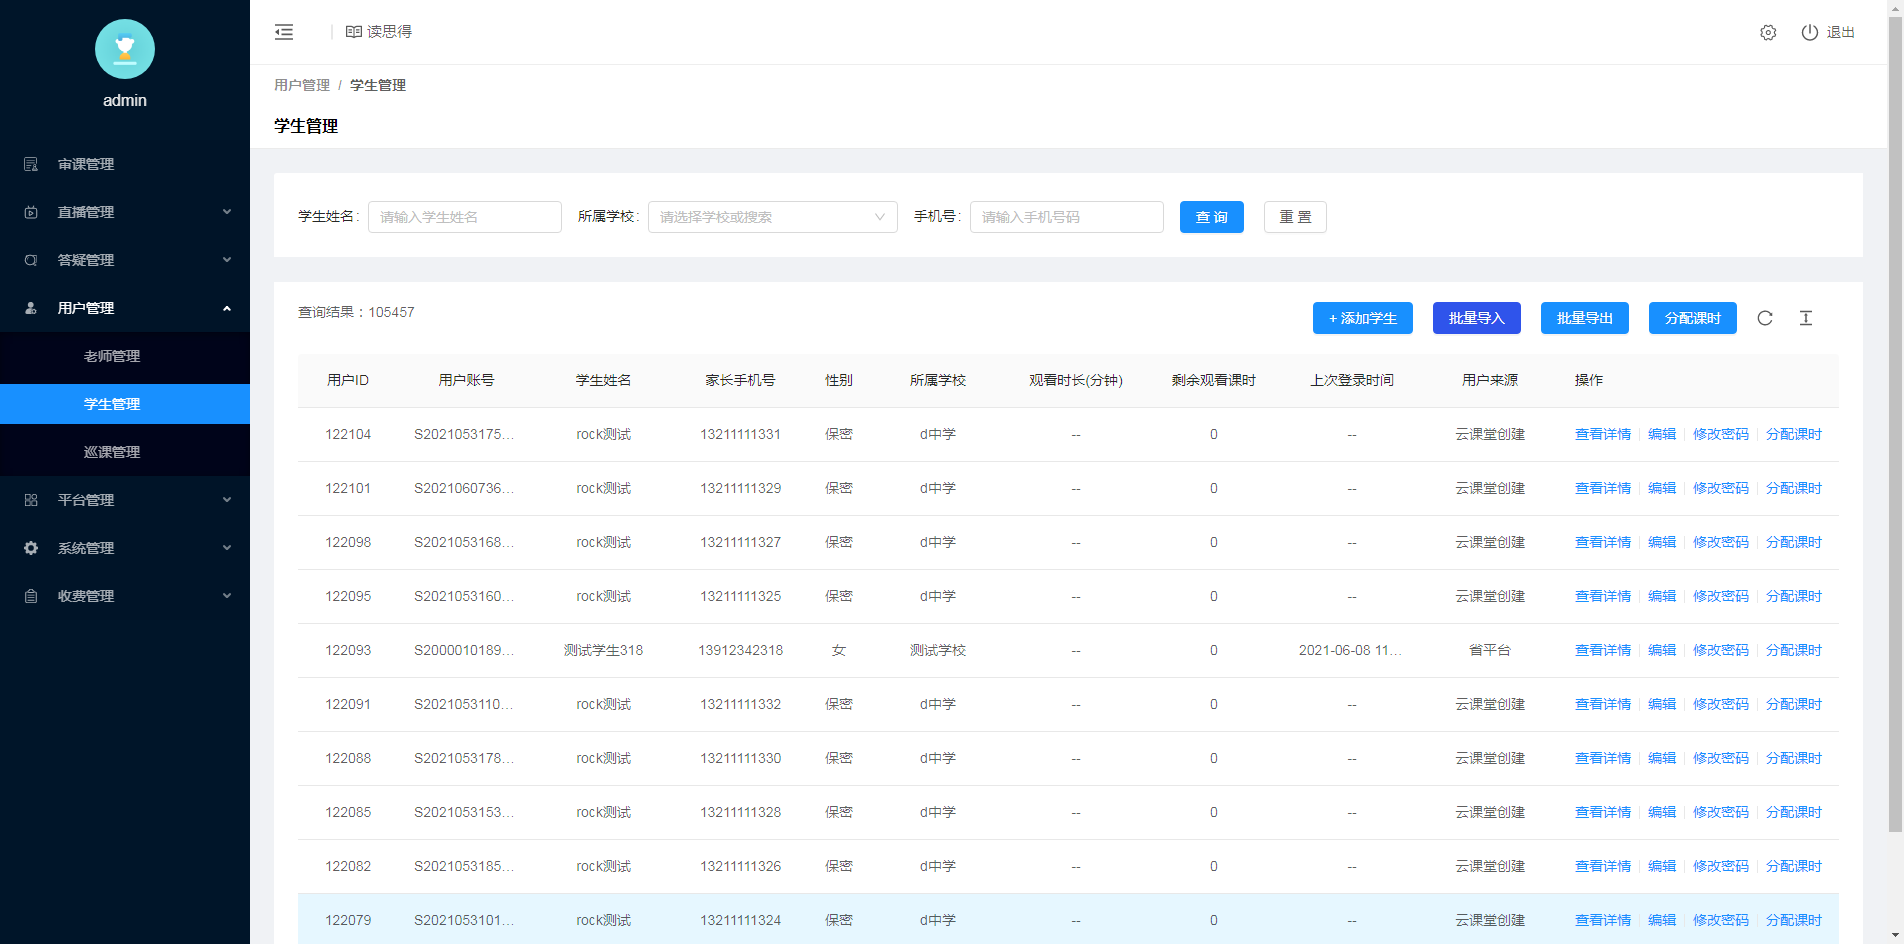 admin
审课管理
直播管理
答疑管理
用户管理
老师管理
学生管理
巡课管理
平台管理
系统管理
收费管理
读思得
退出
用户管理 / 学生管理
学生管理
学生姓名: 请输入学生姓名 所属学校: 请选择学校或搜索 手机号: 请输入手机号码 查 询 重 置
查询结果：105457 + 添加学生 批量导入 批量导出 分配课时
用户ID 用户账号 学生姓名 家长手机号 性别 所属学校 观看时长(分钟) 剩余观看课时 上次登录时间 用户来源 操作
122104 S2021053175... rock测试 13211111331 保密 d中学 -- 0 -- 云课堂创建 查看详情 编辑 修改密码 分配课时
122101 S2021060736... rock测试 13211111329 保密 d中学 -- 0 -- 云课堂创建 查看详情 编辑 修改密码 分配课时
122098 S2021053168... rock测试 13211111327 保密 d中学 -- 0 -- 云课堂创建 查看详情 编辑 修改密码 分配课时
122095 S2021053160... rock测试 13211111325 保密 d中学 -- 0 -- 云课堂创建 查看详情 编辑 修改密码 分配课时
122093 S2000010189... 测试学生318 13912342318 女 测试学校 -- 0 2021-06-08 11... 省平台 查看详情 编辑 修改密码 分配课时
122091 S2021053110... rock测试 13211111332 保密 d中学 -- 0 -- 云课堂创建 查看详情 编辑 修改密码 分配课时
122088 S2021053178... rock测试 13211111330 保密 d中学 -- 0 -- 云课堂创建 查看详情 编辑 修改密码 分配课时
122085 S2021053153... rock测试 13211111328 保密 d中学 -- 0 -- 云课堂创建 查看详情 编辑 修改密码 分配课时
122082 S2021053185... rock测试 13211111326 保密 d中学 -- 0 -- 云课堂创建 查看详情 编辑 修改密码 分配课时
122079 S2021053101... rock测试 13211111324 保密 d中学 -- 0 -- 云课堂创建 查看详情 编辑 修改密码 分配课时